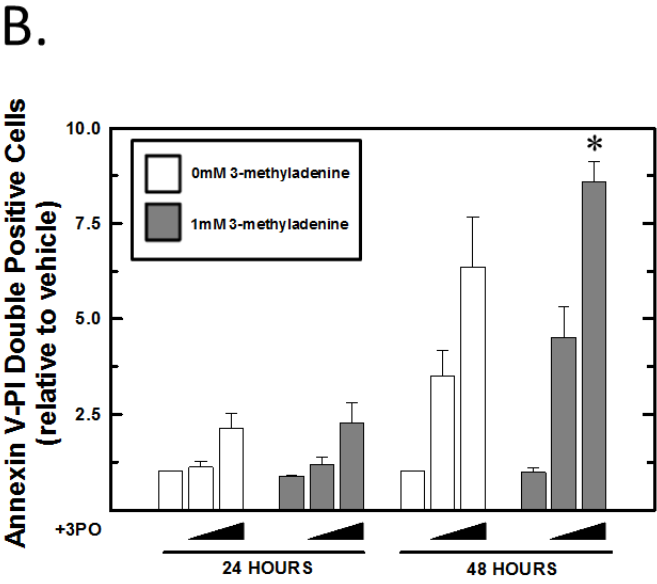 B.
Annexin V-PI Double Positive Cells
(relative to vehicle)
10.0
7.5
5.0
2.5
0mM 3-methyladenine
1mM 3-methyladenine
*
+3PO
24 HOURS
48 HOURS